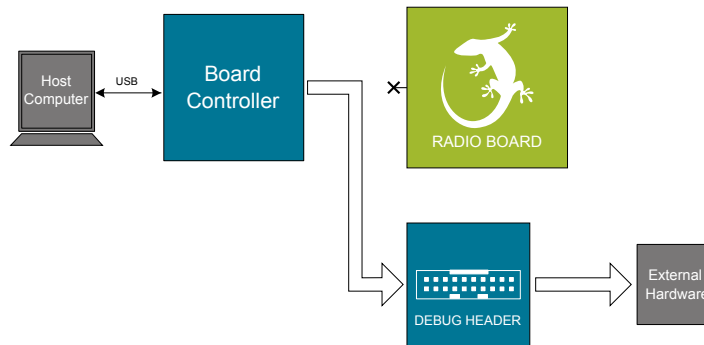 Host
Computer
USB
Board
Controller
RADIO BOARD
DEBUG HEADER
External
Hardware